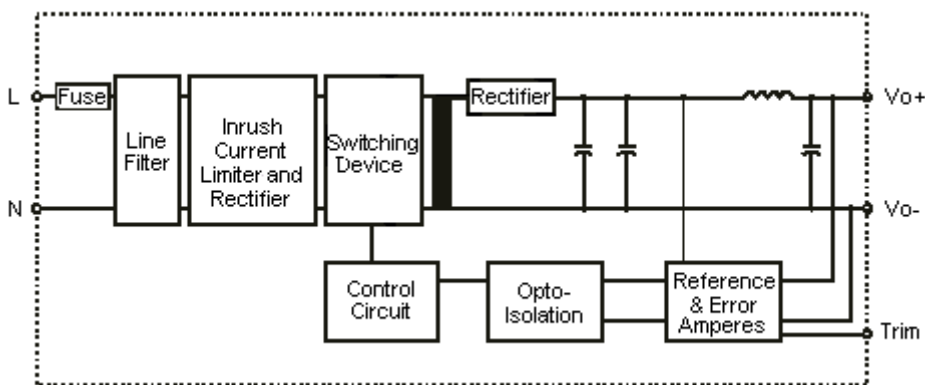 L
Fuse
Line
Filter
Inrush
Current
Limiter and
Rectifier
Switching
Device
Rectifier
Vo+
N
Vo-
Control
Circuit
Opto-
Isolation
Reference
& Error
Amperes
Trim